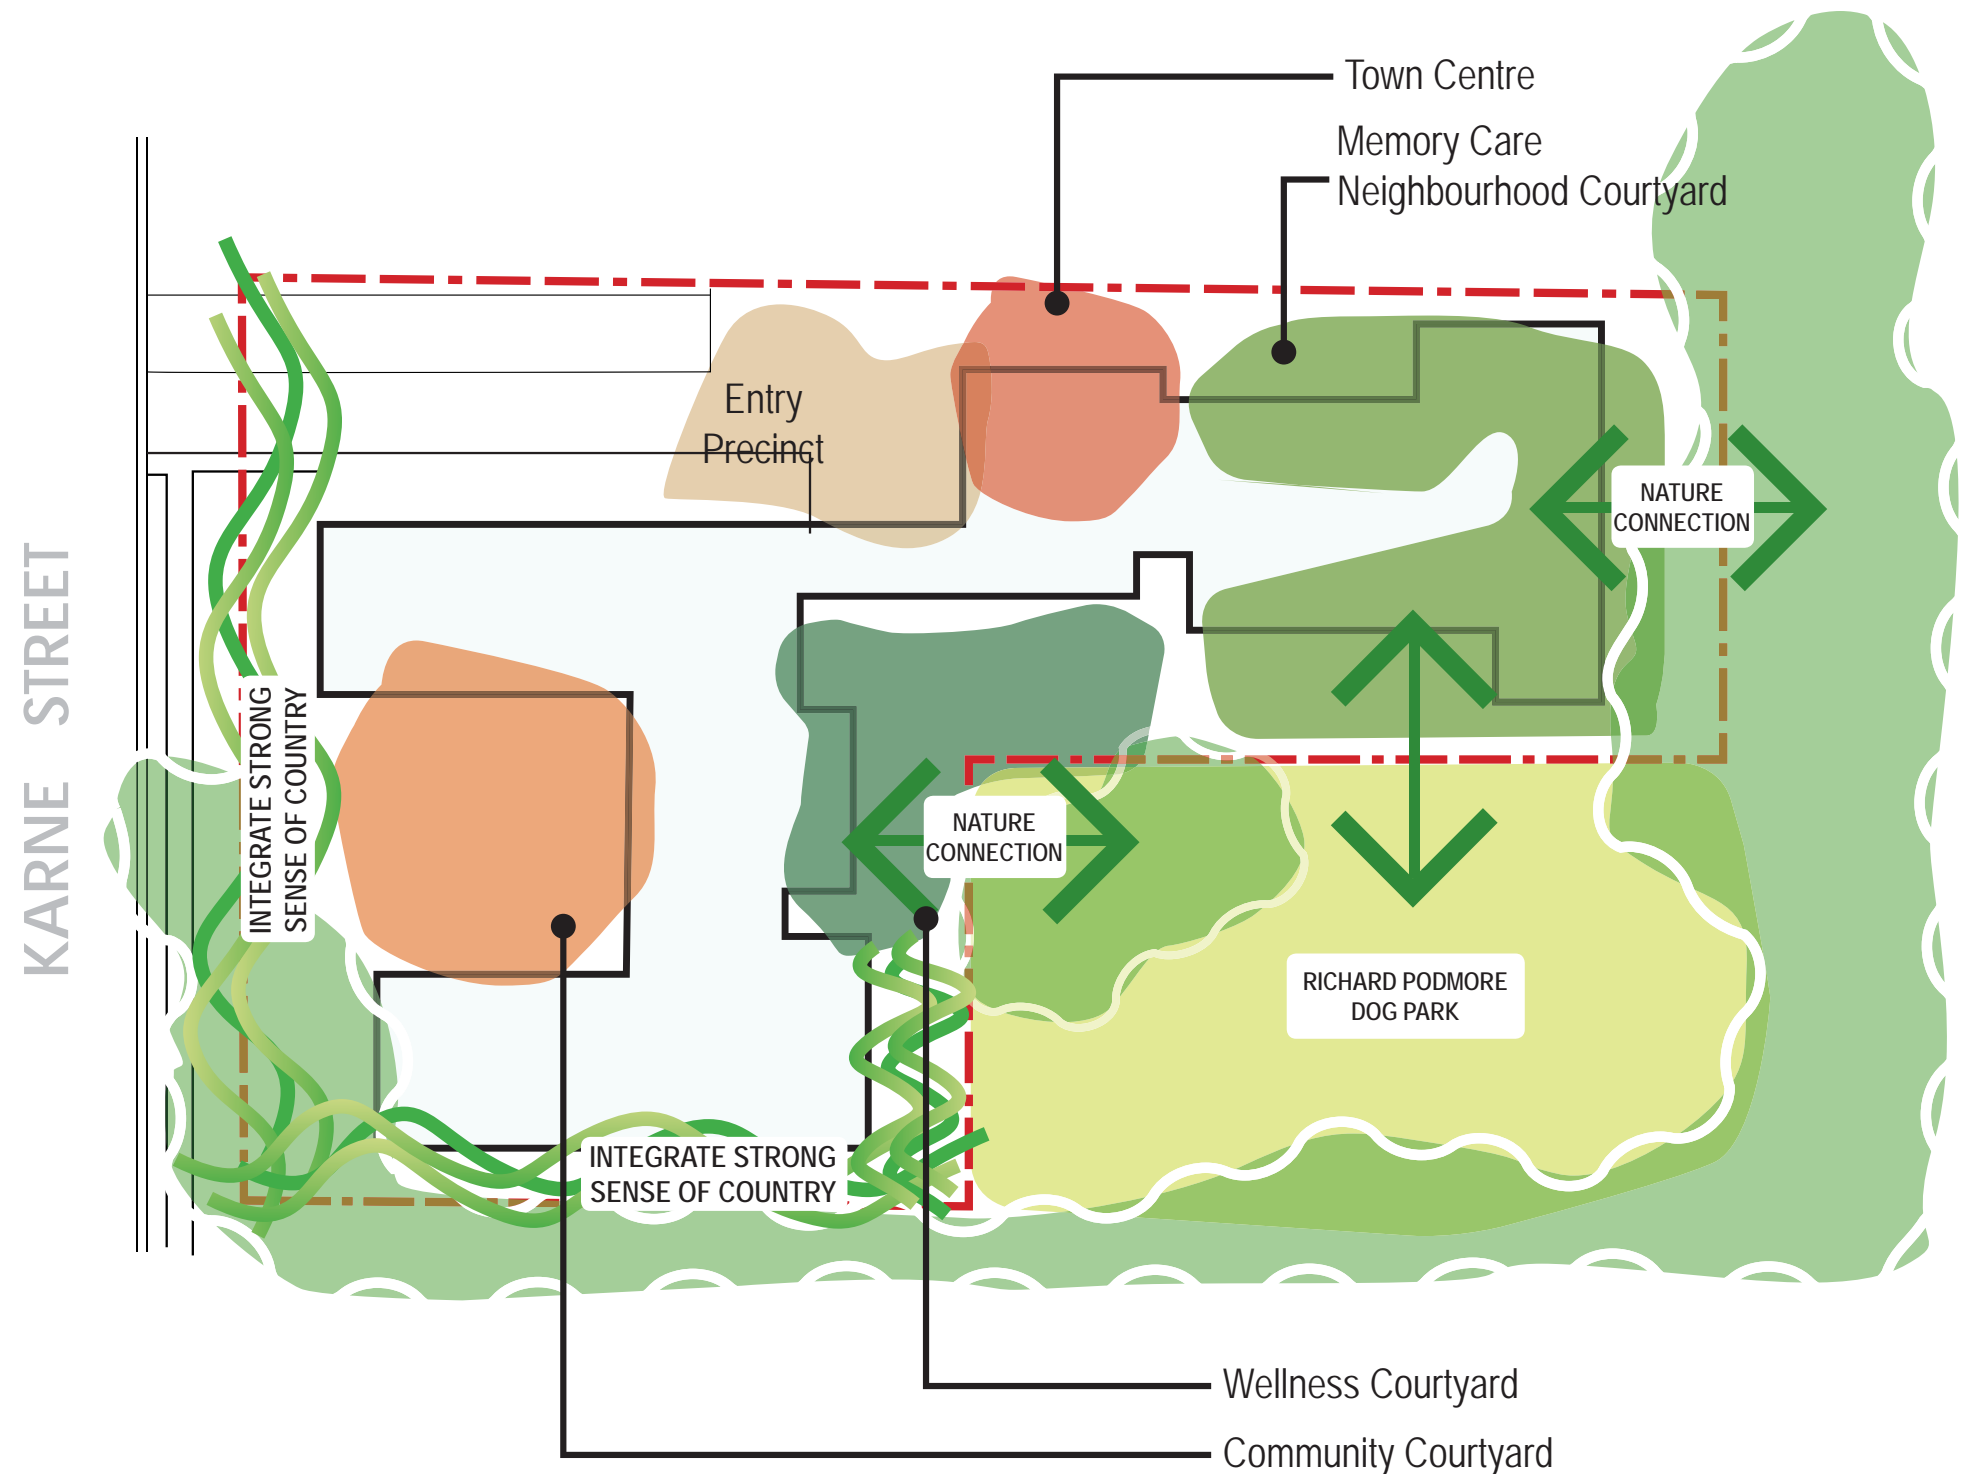 Town Centre
Memory Care
Neighbourhood Courtyard
Entry
Precinct
NATURE
CONNECTION
KARNE STREET
INTEGRATE STRONG
SENSE OF COUNTRY
NATURE
CONNECTION
RICHARD PODMORE
DOG PARK
INTEGRATE STRONG
SENSE OF COUNTRY
Wellness Courtyard
Community Courtyard